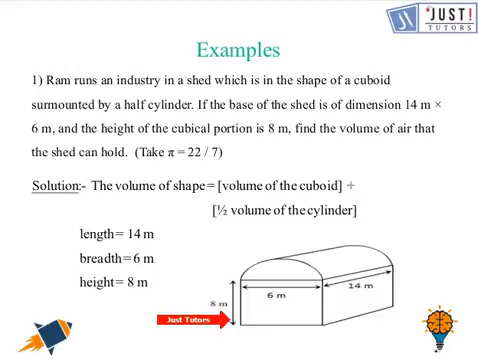 JI
"JUST!
TUTORS
Examples
1) Ram runs an industry in a shed which is in the shape of a cuboid
surmounted by a half cylinder. If the base of the shed is of dimension 14 m ×
6 m, and the height of the cubical portion is 8 m, find the volume of air that
the shed can hold. (Take π = 22 / 7)
Solution:- The volume of shape = [volume of the cuboid] +
[½ volume of the cylinder]
length = 14 m
breadth = 6 m
height = 8 m
8 m
6 m
14 m
Just Tutors